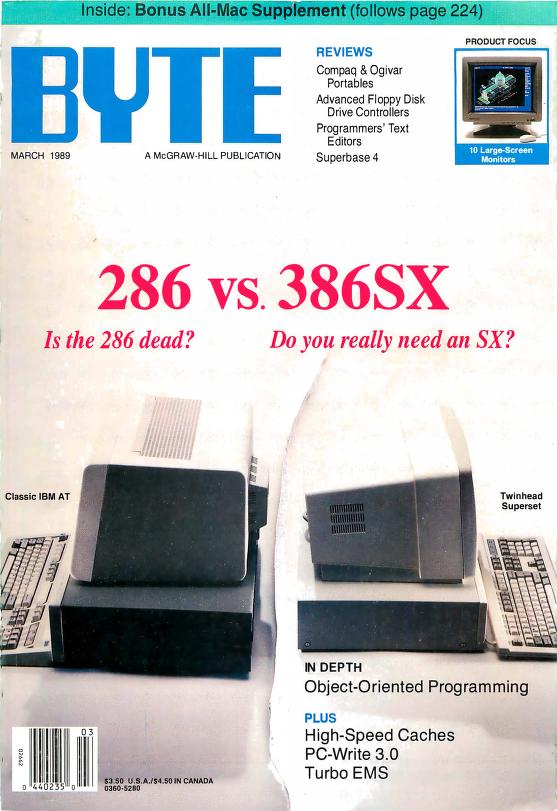 Inside: Bonus All-Mac Supplement (follows page 224)
BYTE
MARCH 1989
A McGRAW-HILL PUBLICATION
REVIEWS
Compaq & Ogivar
Portables
Advanced Floppy Disk
Drive Controllers
Programmers' Text
Editors
Superbase 4
PRODUCT FOCUS
10 Large-Screen
Monitors
286 vs. 386SX
Is the 286 dead?
Do you really need an SX?
Classic IBM AT
Twinhead
Superset
IN DEPTH
Object-Oriented Programming
PLUS
High-Speed Caches
PC-Write 3.0
Turbo EMS
03
02662
0 440235 0
$3.50 U.S.A./$4.50 IN CANADA
0360-5280